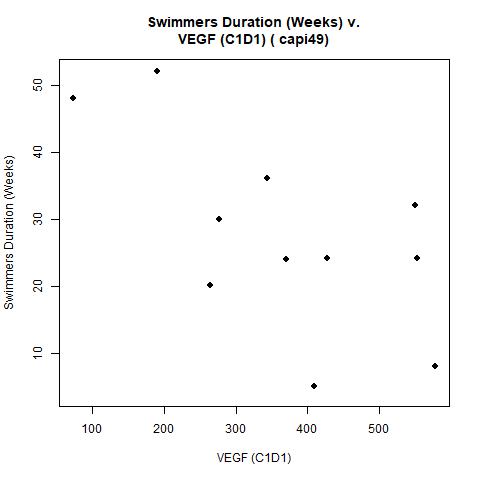 Swimmers Duration (Weeks) v.
VEGF (C1D1) ( capi49)
Swimmers Duration (Weeks)
50
40
30
20
10
100 200 300 400 500
VEGF (C1D1)